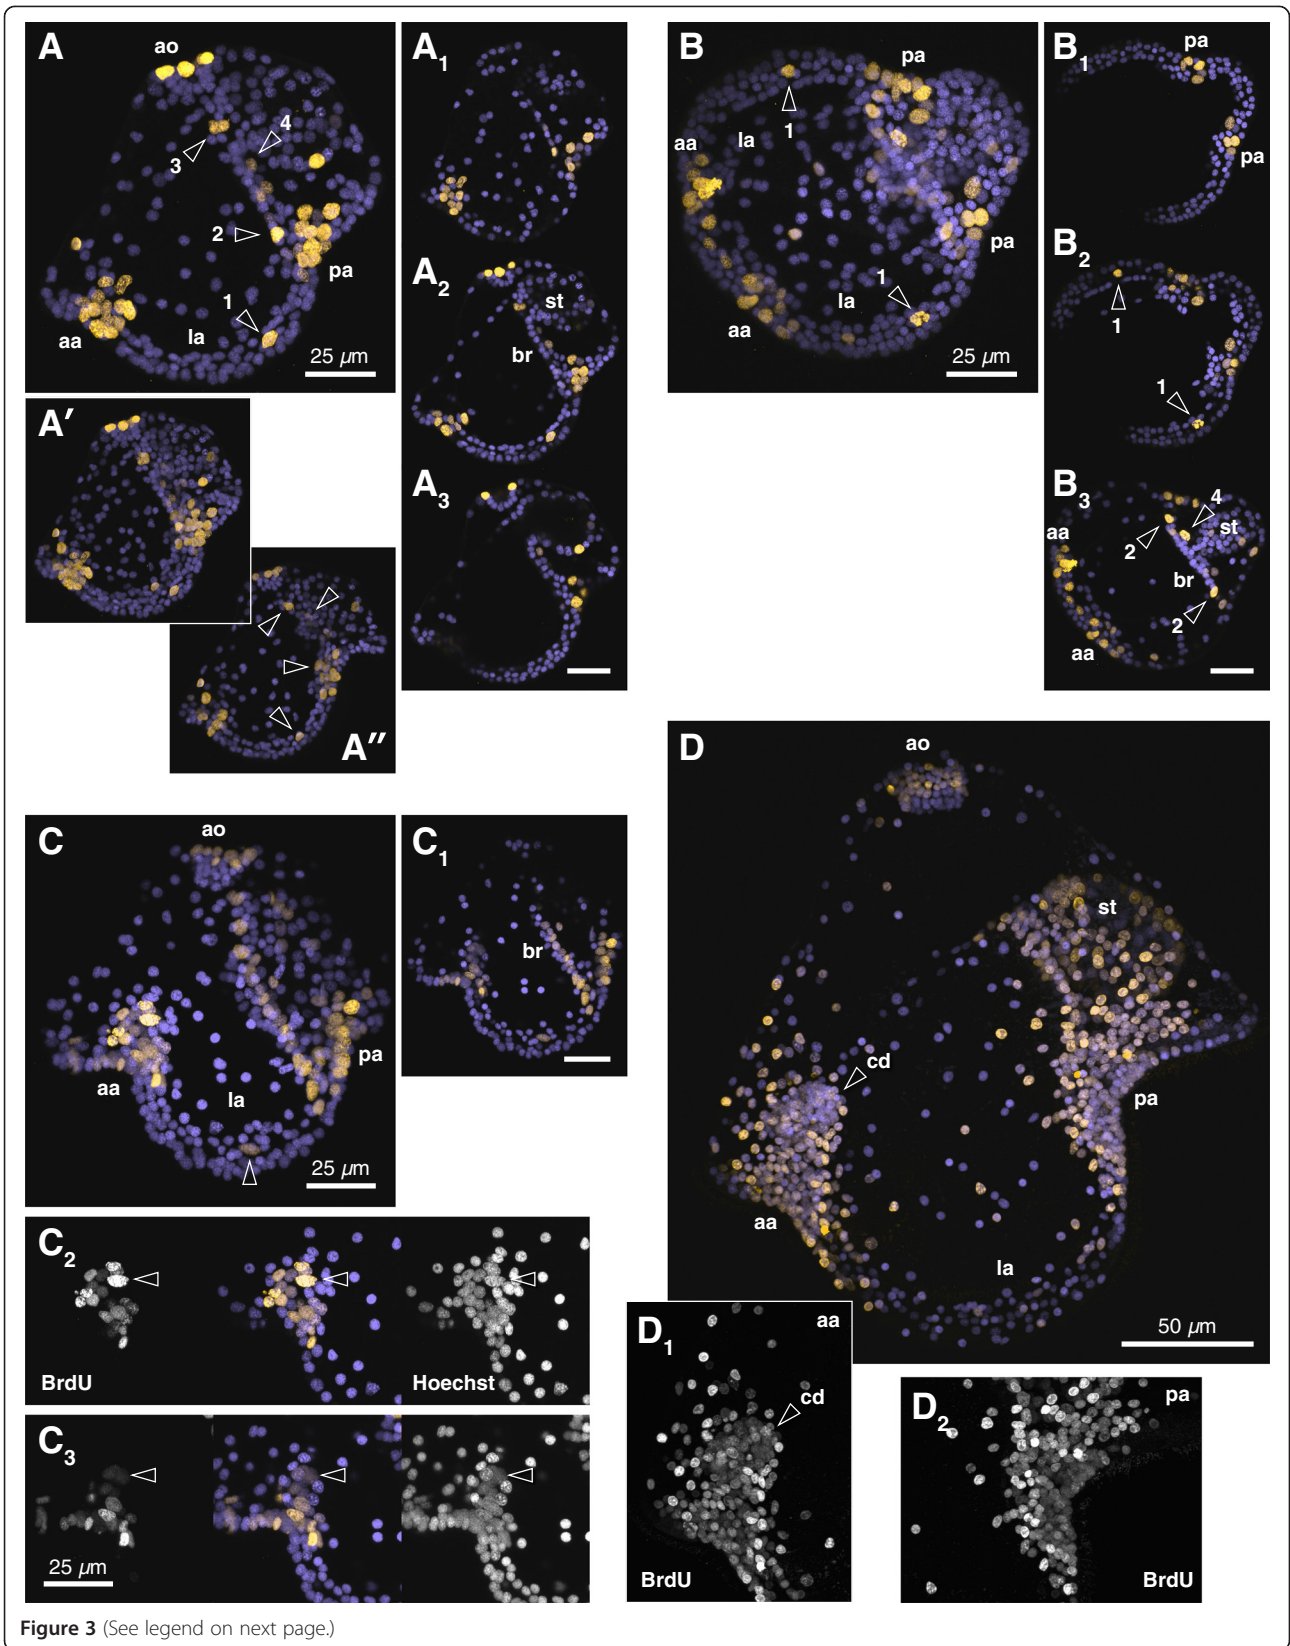 A
ao
4
3
2
pa
1
aa
la
25 µm
A1
A2
st
br
A3
A′
A″
B
pa
1
aa
la
pa
1
la
aa
25 µm
B1
pa
pa
B2
1
1
B3
4
aa
st
2
br
2
aa
C
ao
pa
aa
la
25 µm
C1
br
C2
BrdU
Hoechst
C3
25 µm
D
ao
st
cd
pa
aa
la
50 µm
D1
aa
cd
BrdU
D2
pa
BrdU
Figure 3 (See legend on next page.)